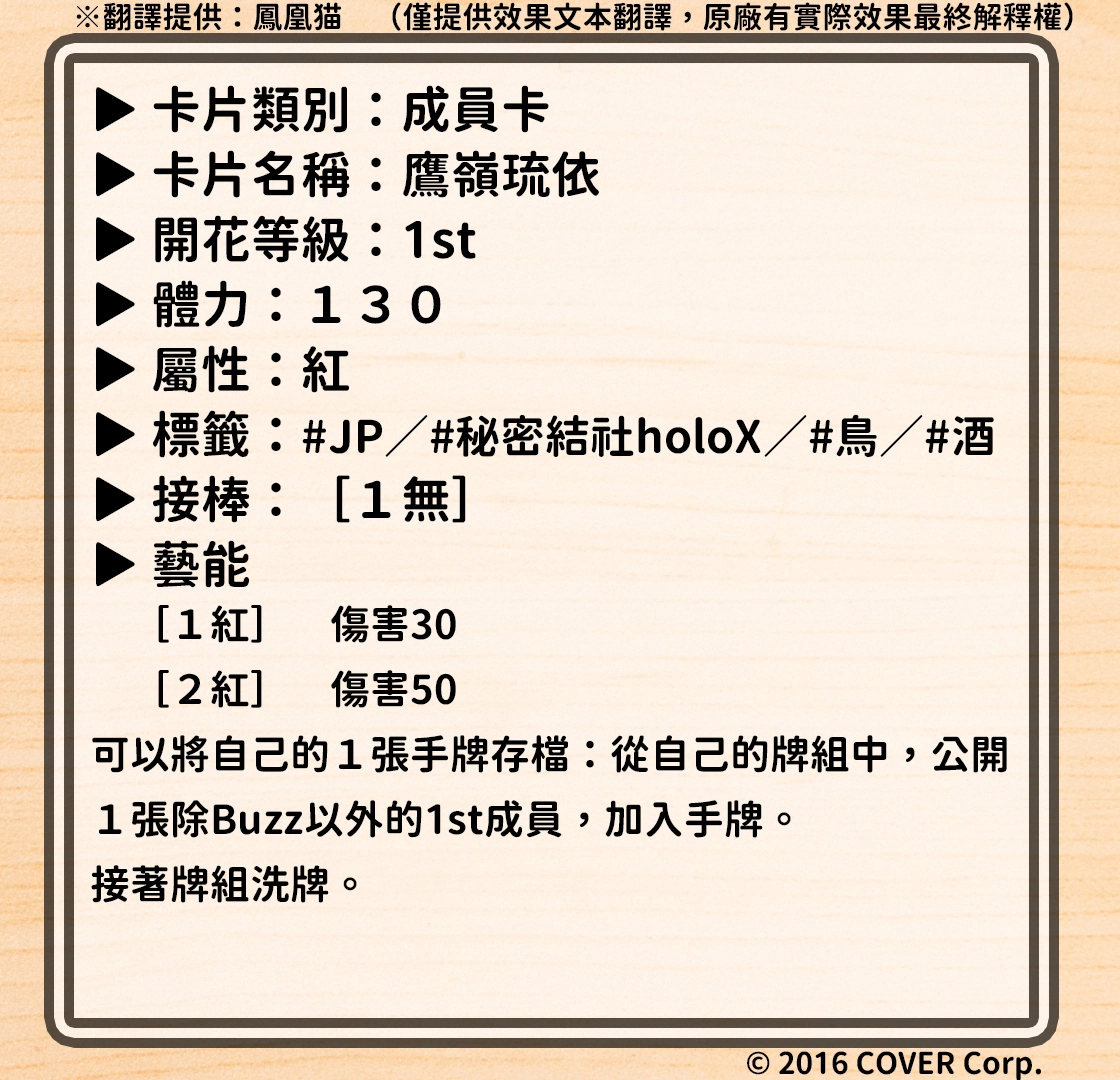 ※翻譯提供：鳳凰猫　（僅提供效果文本翻譯，原廠有實際效果最終解釋權）
▶ 卡片類別：成員卡
▶ 卡片名稱：鷹嶺琉依
▶ 開花等級：1st
▶ 體力：１３０
▶ 屬性：紅
▶ 標籤：#JP／#秘密結社holoX／#鳥／#酒
▶ 接棒：［１無］
▶ 藝能
［１紅］　傷害30
［２紅］　傷害50
可以將自己的１張手牌存檔：從自己的牌組中，公開
１張除Buzz以外的1st成員，加入手牌。
接著牌組洗牌。
© 2016 COVER Corp.